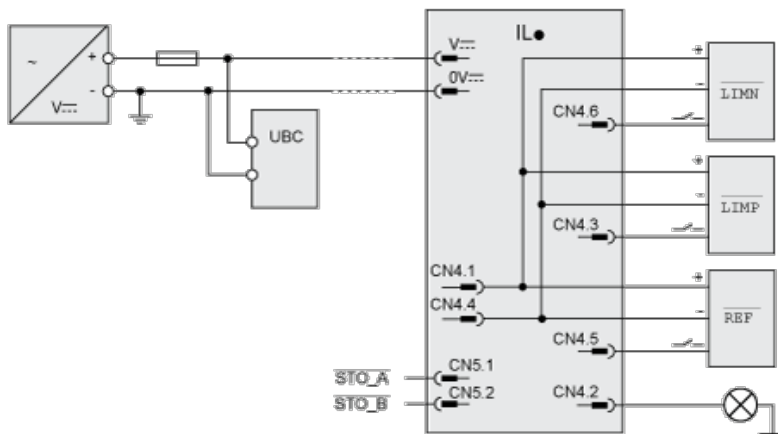 IL●
~
+
-
V⎓
V⎓
0V⎓
UBC
CN4.6
+
-
LIMN
CN4.3
+
-
LIMP
CN4.1
CN4.4
CN4.5
+
-
REF
STO_A
STO_B
CN5.1
CN5.2
CN4.2